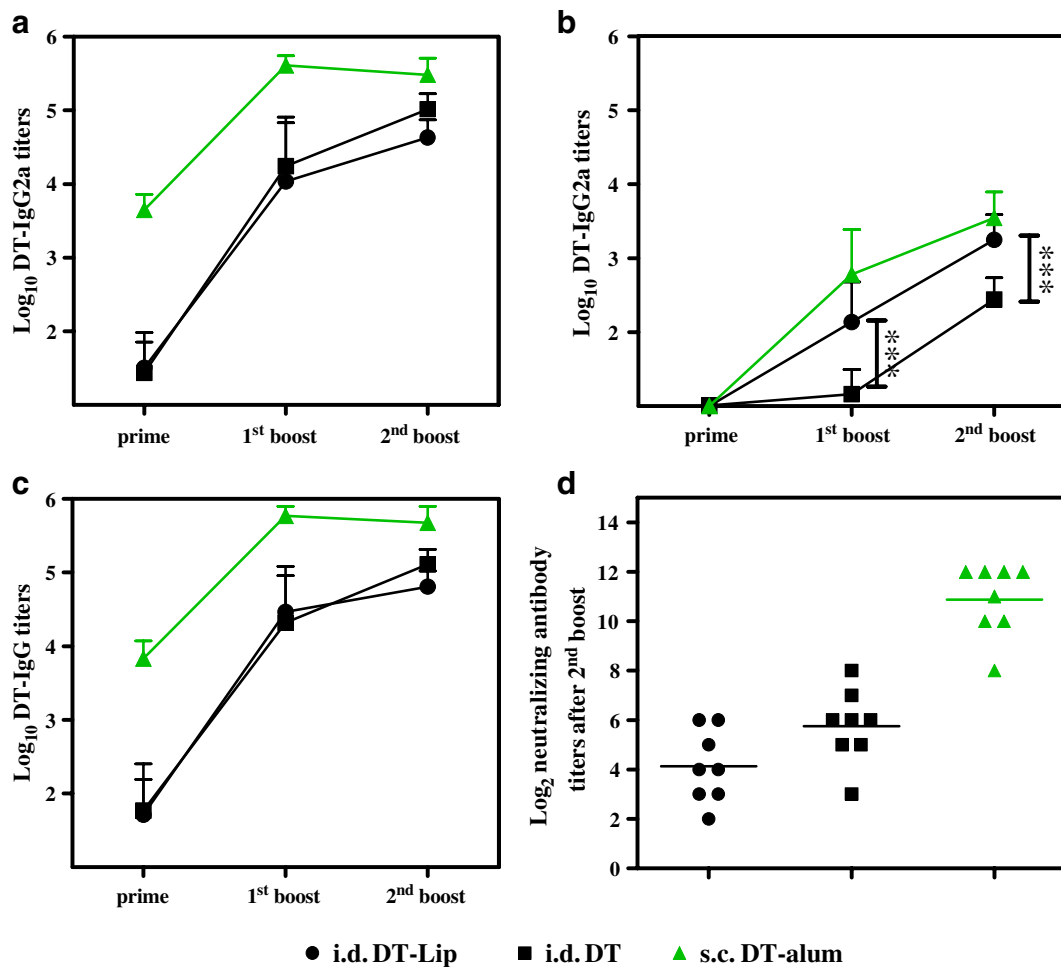 a
6
5
4
3
2
Log10 DT-IgG2a titers
prime
1st boost
2nd boost
b
6
5
4
3
2
Log10 DT-IgG2a titers
***
***
prime
1st boost
2nd boost
c
6
5
4
3
2
Log10 DT-IgG titers
prime
1st boost
2nd boost
d
14
12
10
8
6
4
2
0
Log2 neutralizing antibody
titers after 2nd boost
i.d. DT-Lip
i.d. DT
s.c. DT-alum